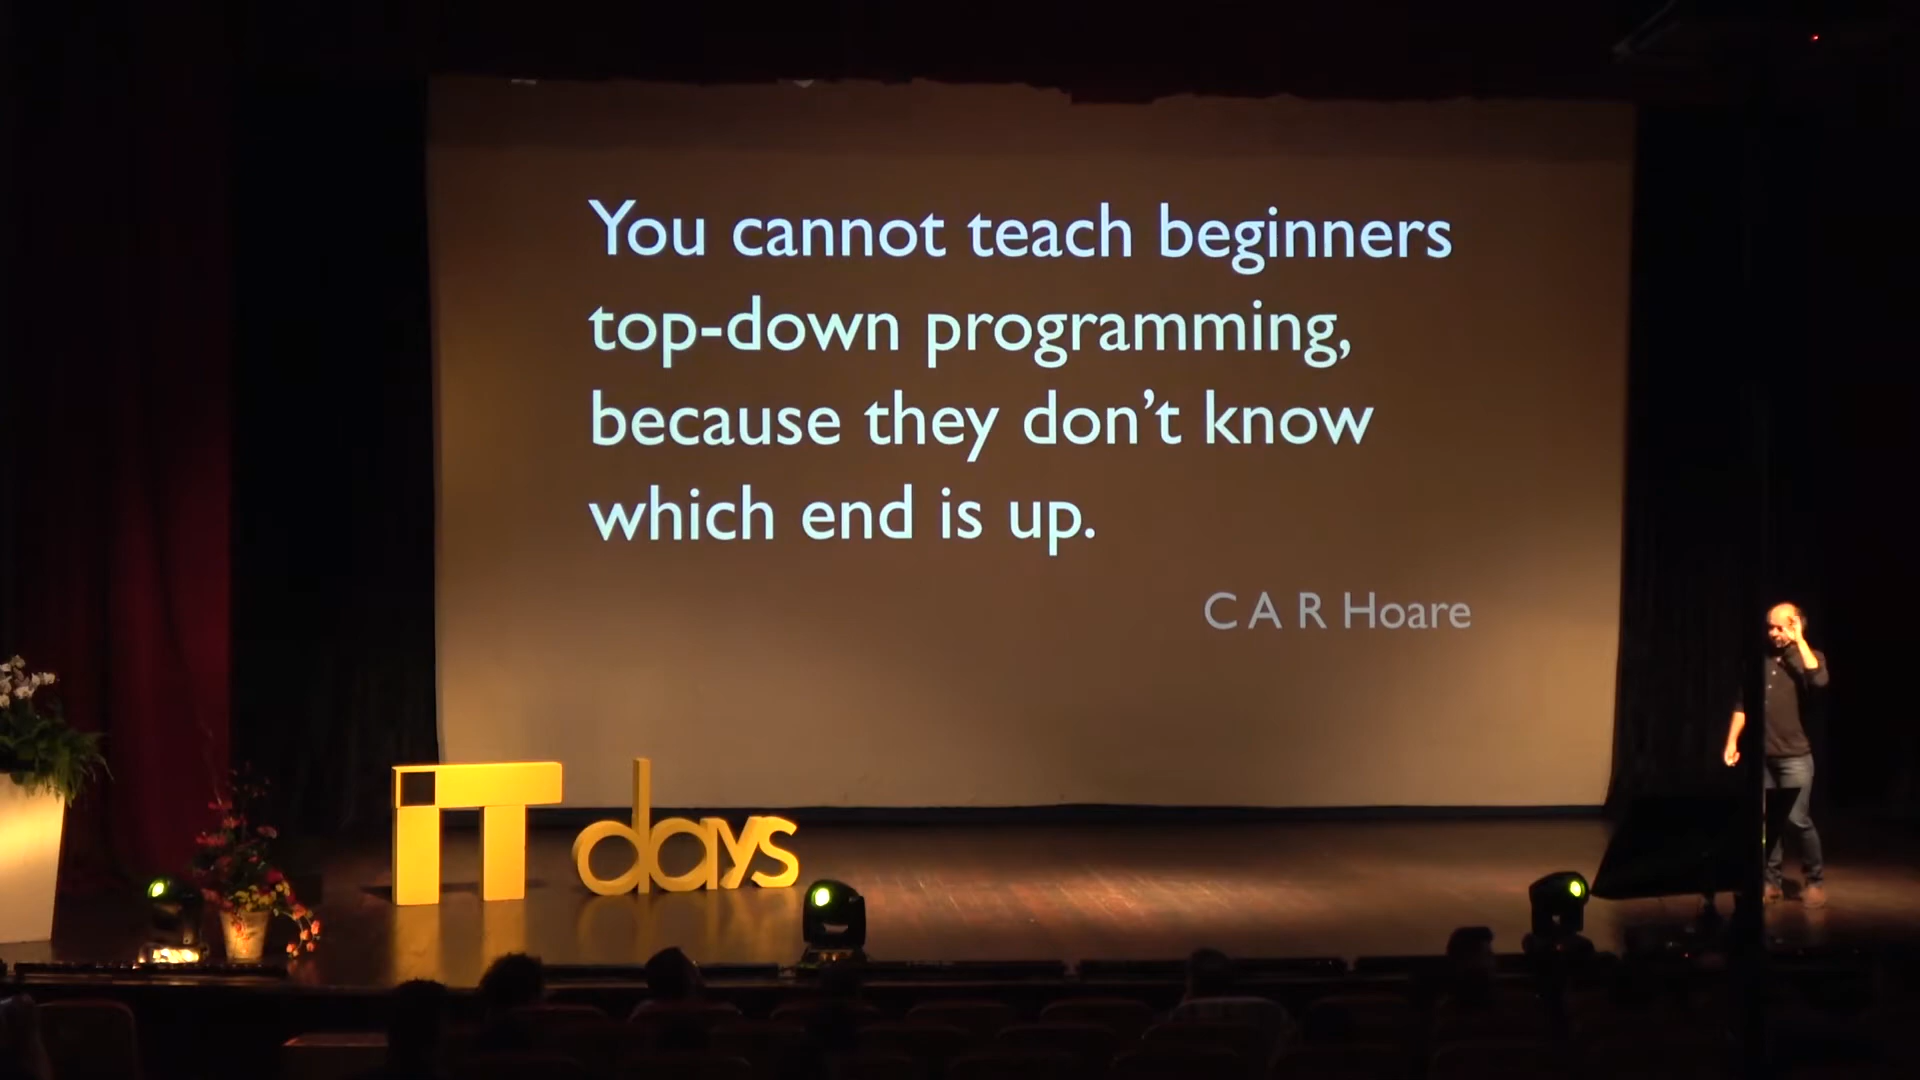 You cannot teach beginners
top-down programming,
because they don’t know
which end is up.
C A R Hoare
iT days